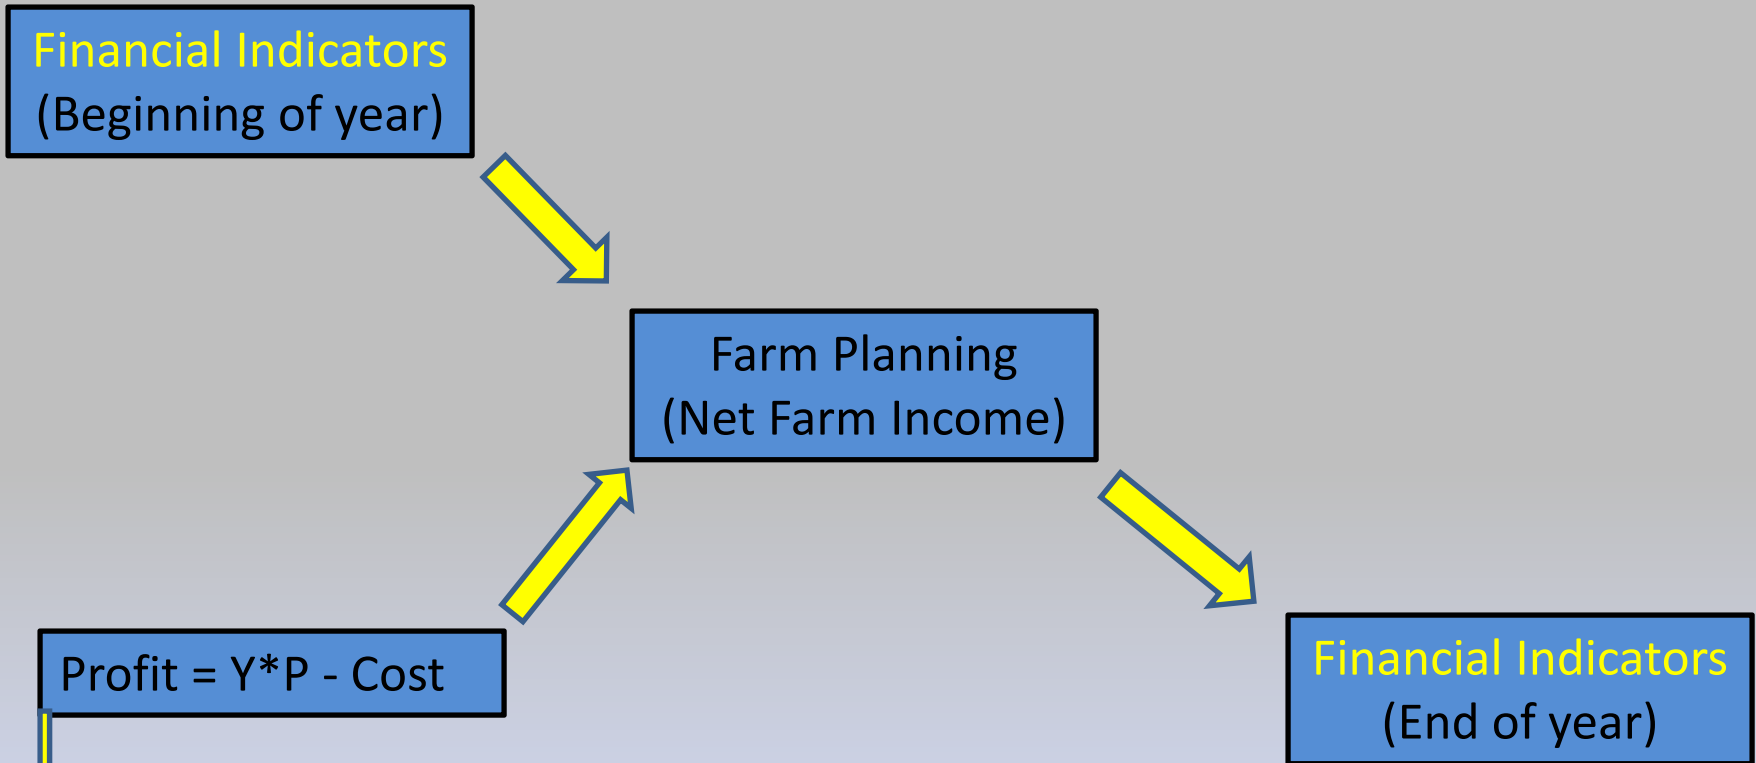 Financial Indicators
(Beginning of year)
Farm Planning
(Net Farm Income)
Profit = Y*P - Cost
Financial Indicators
(End of year)